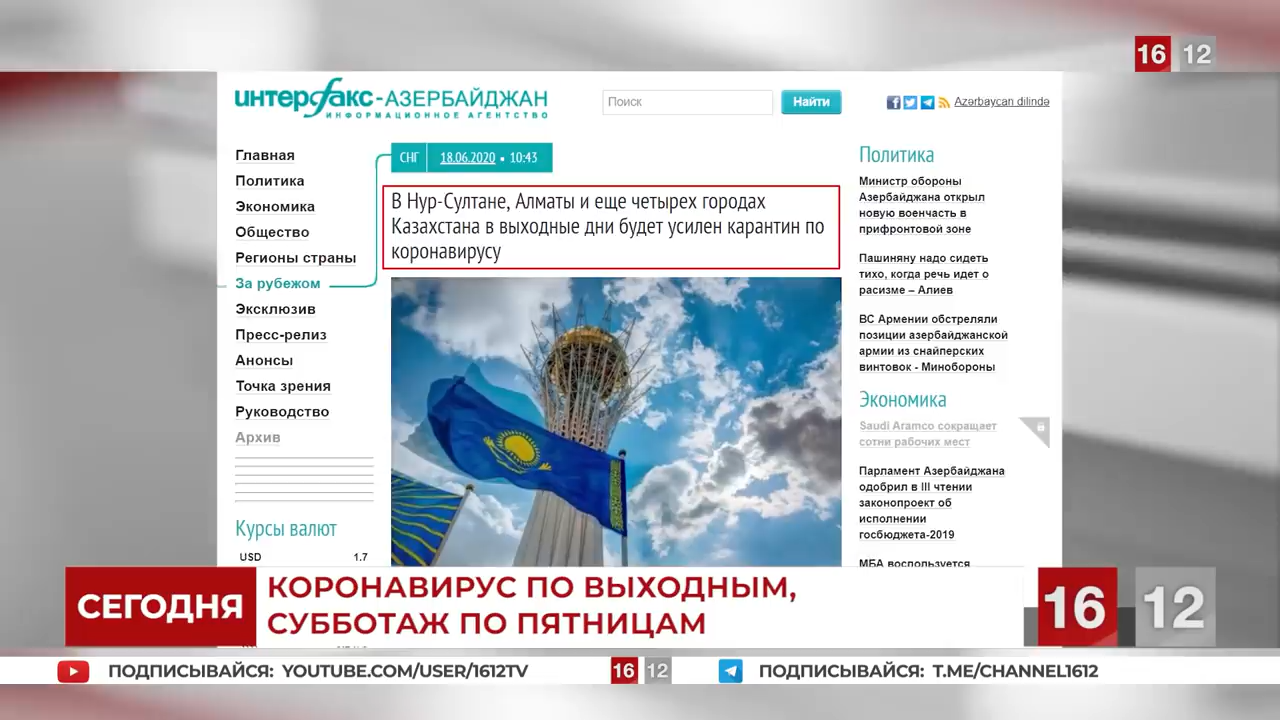 16 12
интерфакс-АЗЕРБАЙДЖАН
ИНФОРМАЦИОННОЕ АГЕНТСТВО
Поиск
Найти
Azərbaycan dilində
Главная
Политика
Экономика
Общество
Регионы страны
За рубежом
Эксклюзив
Пресс-релиз
Анонсы
Точка зрения
Руководство
Архив
Курсы валют
USD 1.7
СНГ 18.06.2020 • 10:43
В Нур-Султане, Алматы и еще четырех городах
Казахстана в выходные дни будет усилен карантин по
коронавирусу
Политика
Министр обороны
Азербайджана открыл
новую военчасть в
прифронтовой зоне
Пашиняну надо сидеть
тихо, когда речь идет о
расизме – Алиев
ВС Армении обстреляли
позиции азербайджанской
армии из снайперских
винтовок - Минобороны
Экономика
Saudi Aramco сокращает
сотни рабочих мест
Парламент Азербайджана
одобрил в III чтении
законопроект об
исполнении
госбюджета-2019
МБА воспользуется
СЕГОДНЯ
КОРОНАВИРУС ПО ВЫХОДНЫМ,
СУББОТАЖ ПО ПЯТНИЦАМ
16 12
ПОДПИСЫВАЙСЯ: YOUTUBE.COM/USER/1612TV
16 12
ПОДПИСЫВАЙСЯ: T.ME/CHANNEL1612